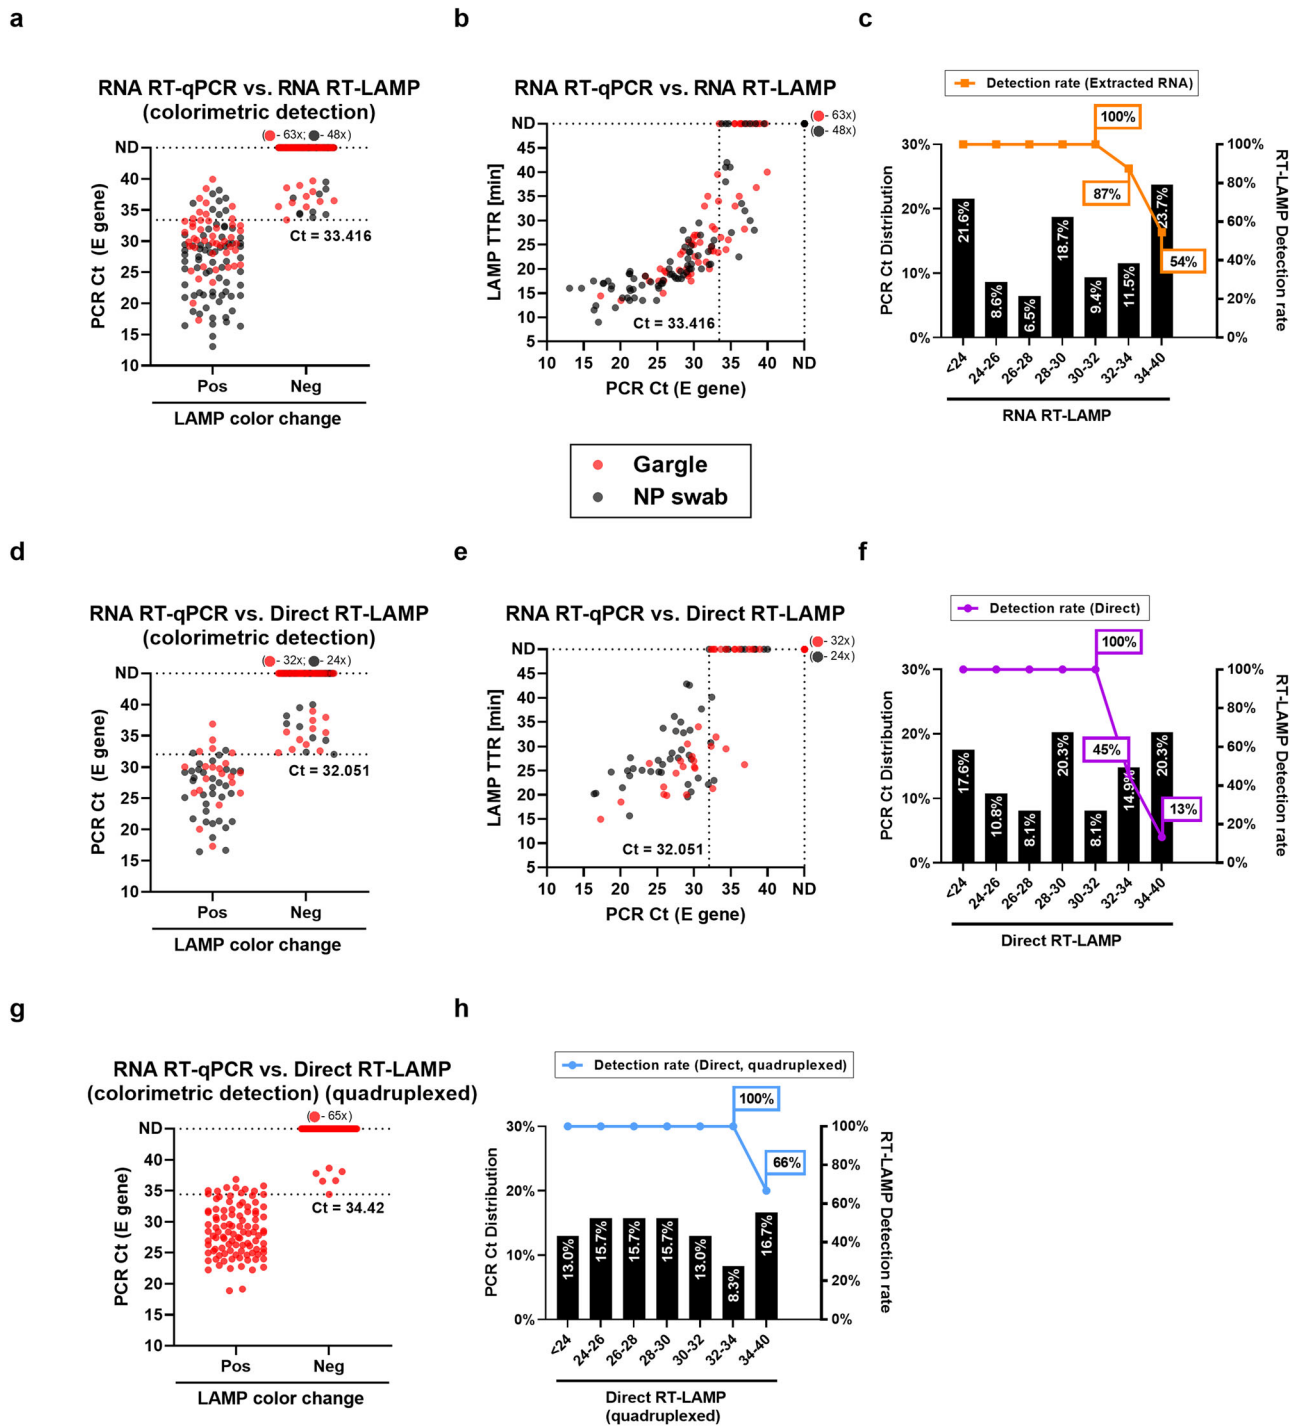 a
RNA RT-qPCR vs. RNA RT-LAMP
(colorimetric detection)
(- 63x; - 48x)
ND
40
35
30
25
20
15
10
PCR Ct (E gene)
Ct = 33.416
Pos
Neg
LAMP color change
b
RNA RT-qPCR vs. RNA RT-LAMP
(- 63x)
(- 48x)
ND
45
40
35
30
25
20
15
10
5
LAMP TTR [min]
Ct = 33.416
10
15
20
25
30
35
40
ND
PCR Ct (E gene)
c
Detection rate (Extracted RNA)
100%
87%
54%
30%
20%
10%
0%
PCR Ct Distribution
100%
80%
60%
40%
20%
0%
RT-LAMP Detection rate
21.6%
8.6%
6.5%
18.7%
9.4%
11.5%
23.7%
<24
24-26
26-28
28-30
30-32
32-34
34-40
RNA RT-LAMP
Gargle
NP swab
d
RNA RT-qPCR vs. Direct RT-LAMP
(colorimetric detection)
(- 32x; - 24x)
ND
40
35
30
25
20
15
10
PCR Ct (E gene)
Ct = 32.051
Pos
Neg
LAMP color change
e
RNA RT-qPCR vs. Direct RT-LAMP
(- 32x)
(- 24x)
ND
45
40
35
30
25
20
15
10
5
LAMP TTR [min]
Ct = 32.051
10
15
20
25
30
35
40
ND
PCR Ct (E gene)
f
Detection rate (Direct)
100%
45%
13%
30%
20%
10%
0%
PCR Ct Distribution
100%
80%
60%
40%
20%
0%
RT-LAMP Detection rate
17.6%
10.8%
8.1%
20.3%
8.1%
14.9%
20.3%
<24
24-26
26-28
28-30
30-32
32-34
34-40
Direct RT-LAMP
g
RNA RT-qPCR vs. Direct RT-LAMP
(colorimetric detection) (quadruplexed)
(- 65x)
ND
40
35
30
25
20
15
10
PCR Ct (E gene)
Ct = 34.42
Pos
Neg
LAMP color change
h
Detection rate (Direct, quadruplexed)
100%
66%
30%
20%
10%
0%
PCR Ct Distribution
100%
80%
60%
40%
20%
0%
RT-LAMP Detection rate
13.0%
15.7%
15.7%
15.7%
13.0%
8.3%
16.7%
<24
24-26
26-28
28-30
30-32
32-34
34-40
Direct RT-LAMP
(quadruplexed)